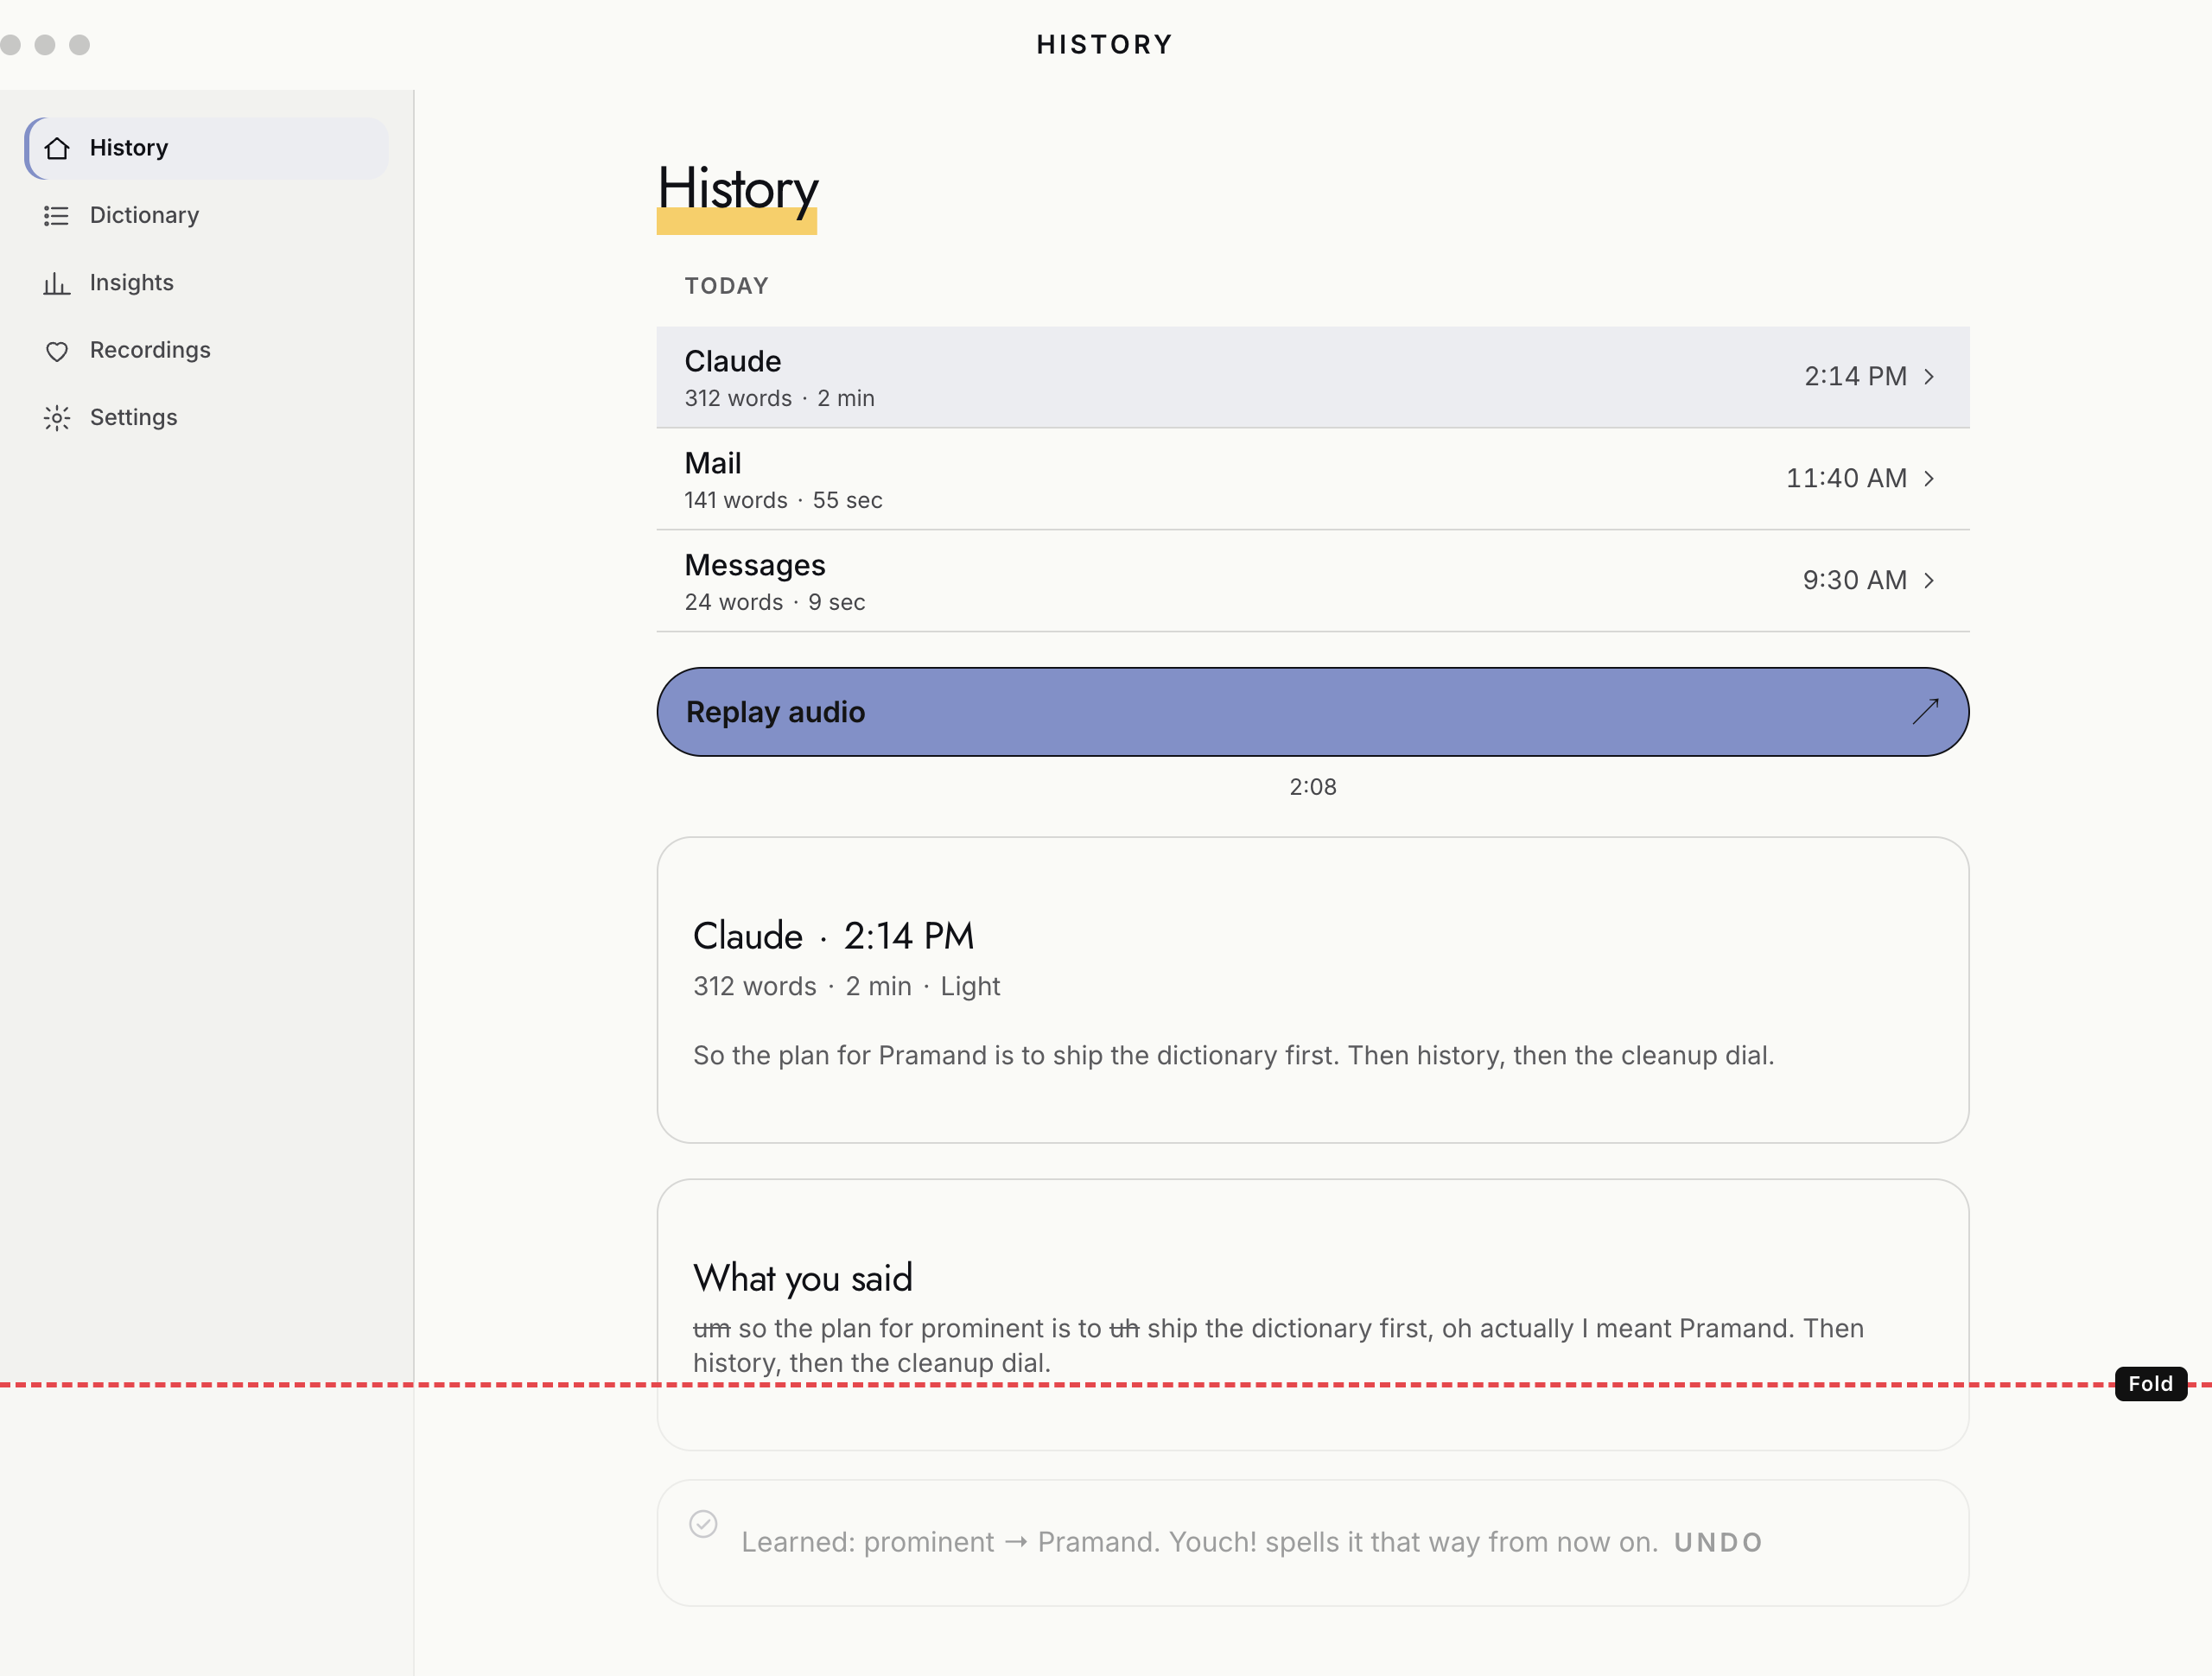 HISTORY
History
Dictionary
Insights
Recordings
Settings
History
TODAY
Claude
312 words · 2 min
2:14 PM
Mail
141 words · 55 sec
11:40 AM
Messages
24 words · 9 sec
9:30 AM
Replay audio
2:08
Claude · 2:14 PM
312 words · 2 min · Light
So the plan for Pramand is to ship the dictionary first. Then history, then the cleanup dial.
What you said
um so the plan for prominent is to uh ship the dictionary first, oh actually I meant Pramand. Then
history, then the cleanup dial.
Fold
Learned: prominent → Pramand. Youch! spells it that way from now on. UNDO